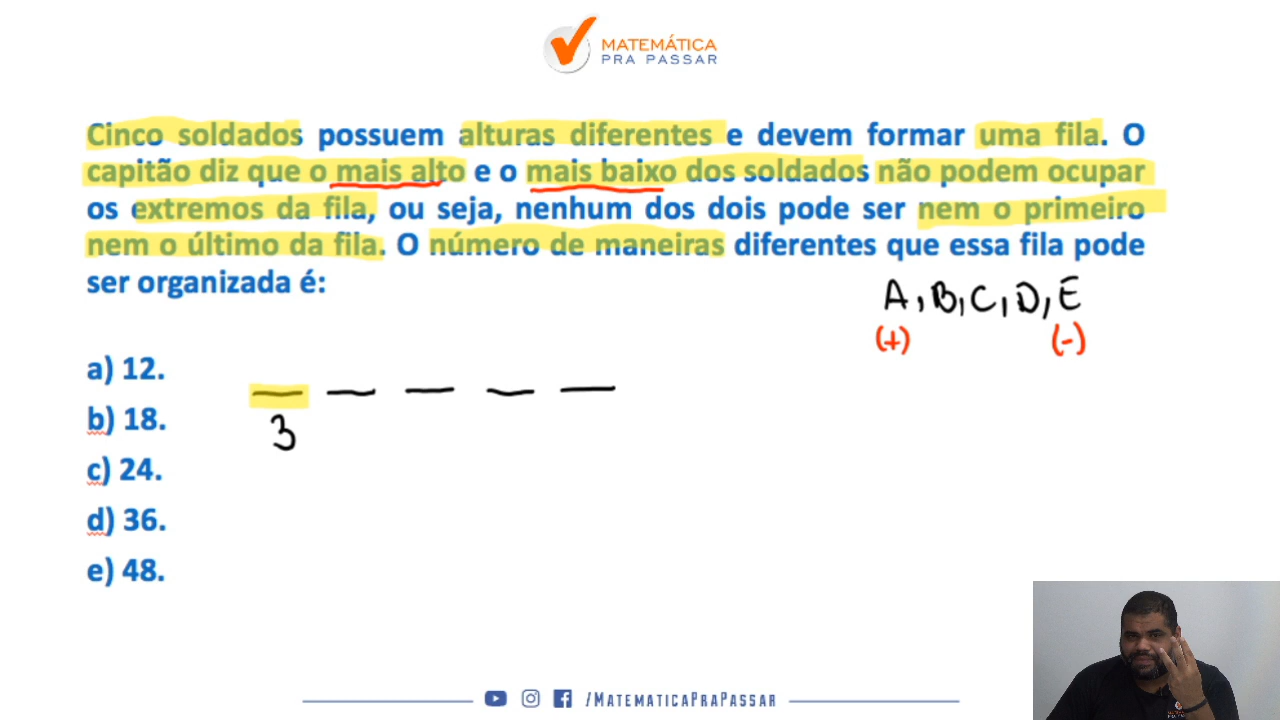 MATEMÁTICA
PRA PASSAR
Cinco soldados possuem alturas diferentes e devem formar uma fila. O
capitão diz que o mais alto e o mais baixo dos soldados não podem ocupar
os extremos da fila, ou seja, nenhum dos dois pode ser nem o primeiro
nem o último da fila. O número de maneiras diferentes que essa fila pode
ser organizada é:
A, B, C, D, E
(+) (-)
a) 12.
b) 18.
3
c) 24.
d) 36.
e) 48.
/MATEMATICAPRAPASSAR